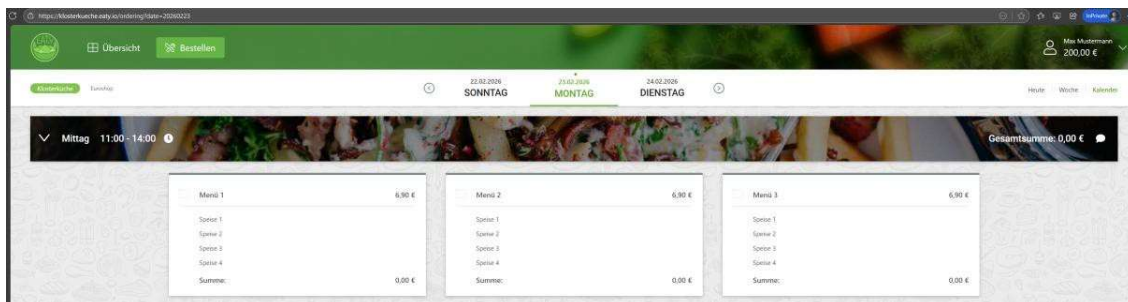 https://klosterkueche.eaty.io/ordering?date=20260223
InPrivate
Übersicht
Bestellen
Max Mustermann
200,00 €
Klosterküche
Euroshop
22.02.2026
SONNTAG
23.02.2026
MONTAG
24.02.2026
DIENSTAG
Heute
Woche
Kalender
Mittag 11:00 - 14:00
Gesamtsumme: 0,00 €
Menü 1 6,90 €
Speise 1
Speise 2
Speise 3
Speise 4
Summe: 0,00 €
Menü 2 6,90 €
Speise 1
Speise 2
Speise 3
Speise 4
Summe: 0,00 €
Menü 3 6,90 €
Speise 1
Speise 2
Speise 3
Speise 4
Summe: 0,00 €